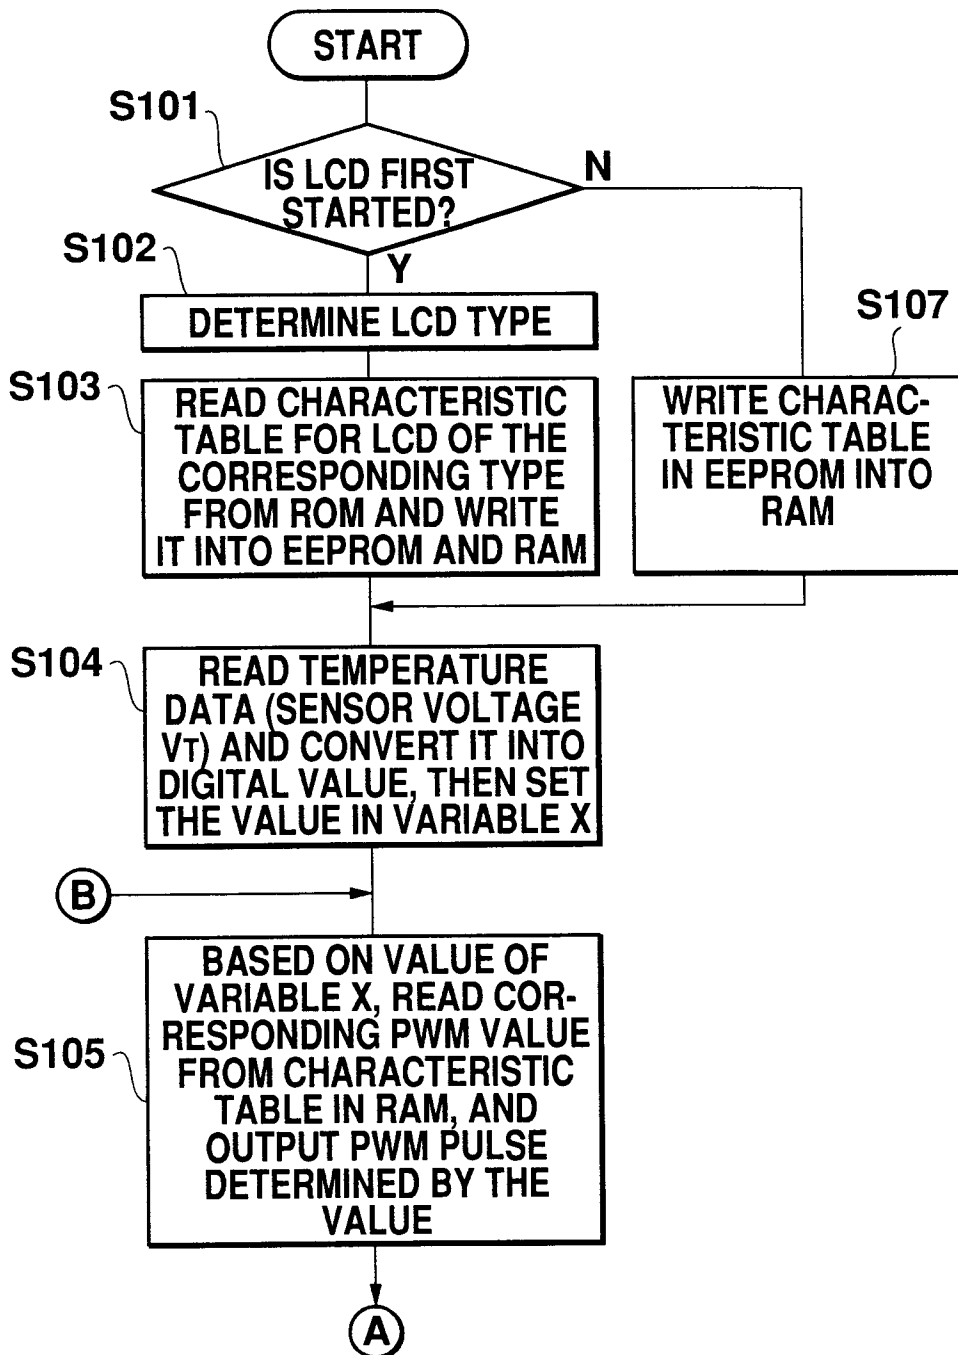 START
S101
IS LCD FIRST
STARTED?
N
S102
Y
DETERMINE LCD TYPE
S107
S103
READ CHARACTERISTIC
TABLE FOR LCD OF THE
CORRESPONDING TYPE
FROM ROM AND WRITE
IT INTO EEPROM AND RAM
WRITE CHARAC-
TERISTIC TABLE
IN EEPROM INTO
RAM
S104
READ TEMPERATURE
DATA (SENSOR VOLTAGE
VT) AND CONVERT IT INTO
DIGITAL VALUE, THEN SET
THE VALUE IN VARIABLE X
B
S105
BASED ON VALUE OF
VARIABLE X, READ COR-
RESPONDING PWM VALUE
FROM CHARACTERISTIC
TABLE IN RAM, AND
OUTPUT PWM PULSE
DETERMINED BY THE
VALUE
A